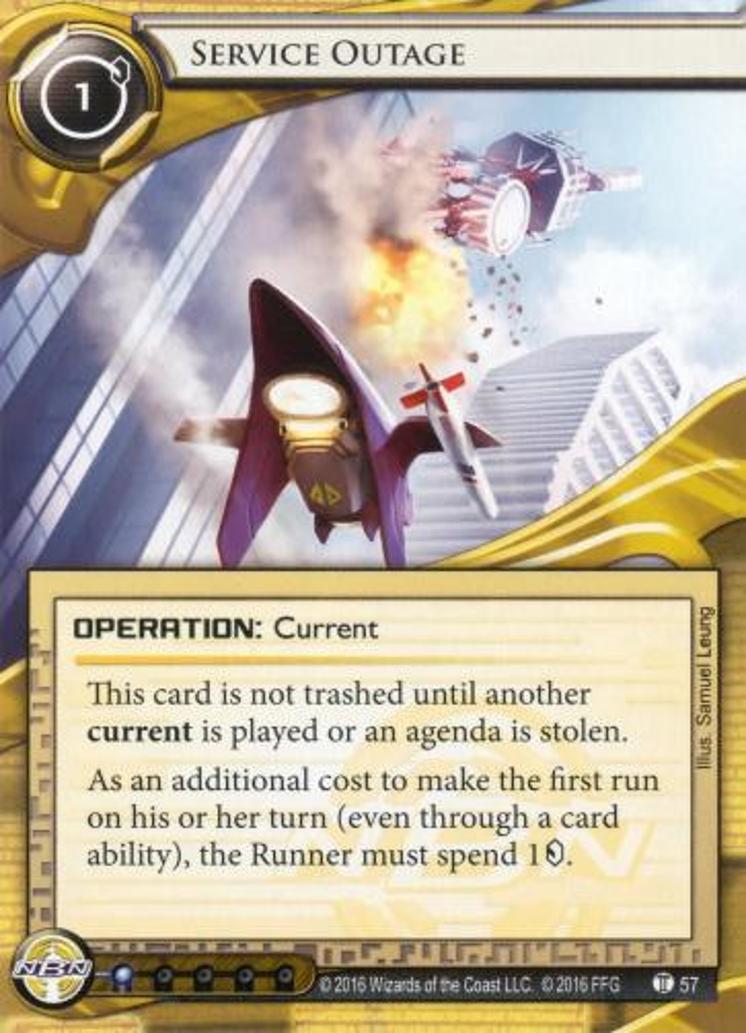 Service Outage
1
OPERATION: Current
This card is not trashed until another
current is played or an agenda is stolen.
As an additional cost to make the first run
on his or her turn (even through a card
ability), the Runner must spend 1.
Illus. Samuel Leung
NBN
© 2016 Wizards of the Coast LLC. © 2016 FFG
57